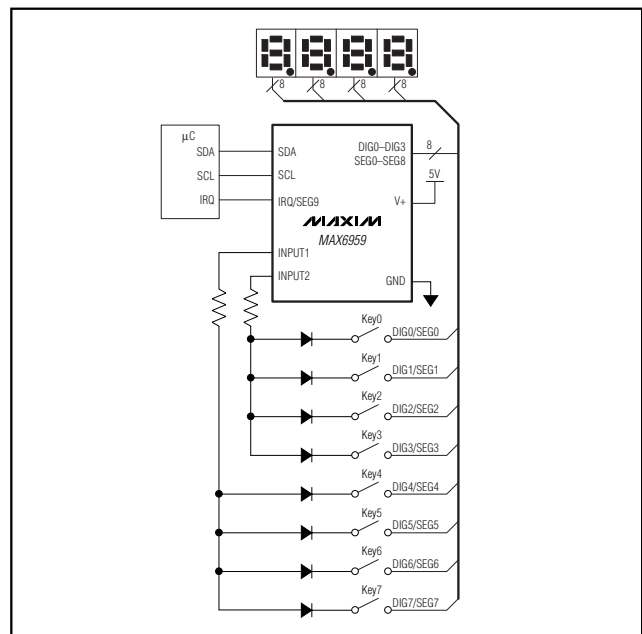 8 8 8 8
µC
SDA
SCL
IRQ
SDA
SCL
IRQ/SEG9
INPUT1
INPUT2
DIG0–DIG3
SEG0–SEG8
V+
GND
MAXIM
MAX6959
8
5V
Key0
DIG0/SEG0
Key1
DIG1/SEG1
Key2
DIG2/SEG2
Key3
DIG3/SEG3
Key4
DIG4/SEG4
Key5
DIG5/SEG5
Key6
DIG6/SEG6
Key7
DIG7/SEG7